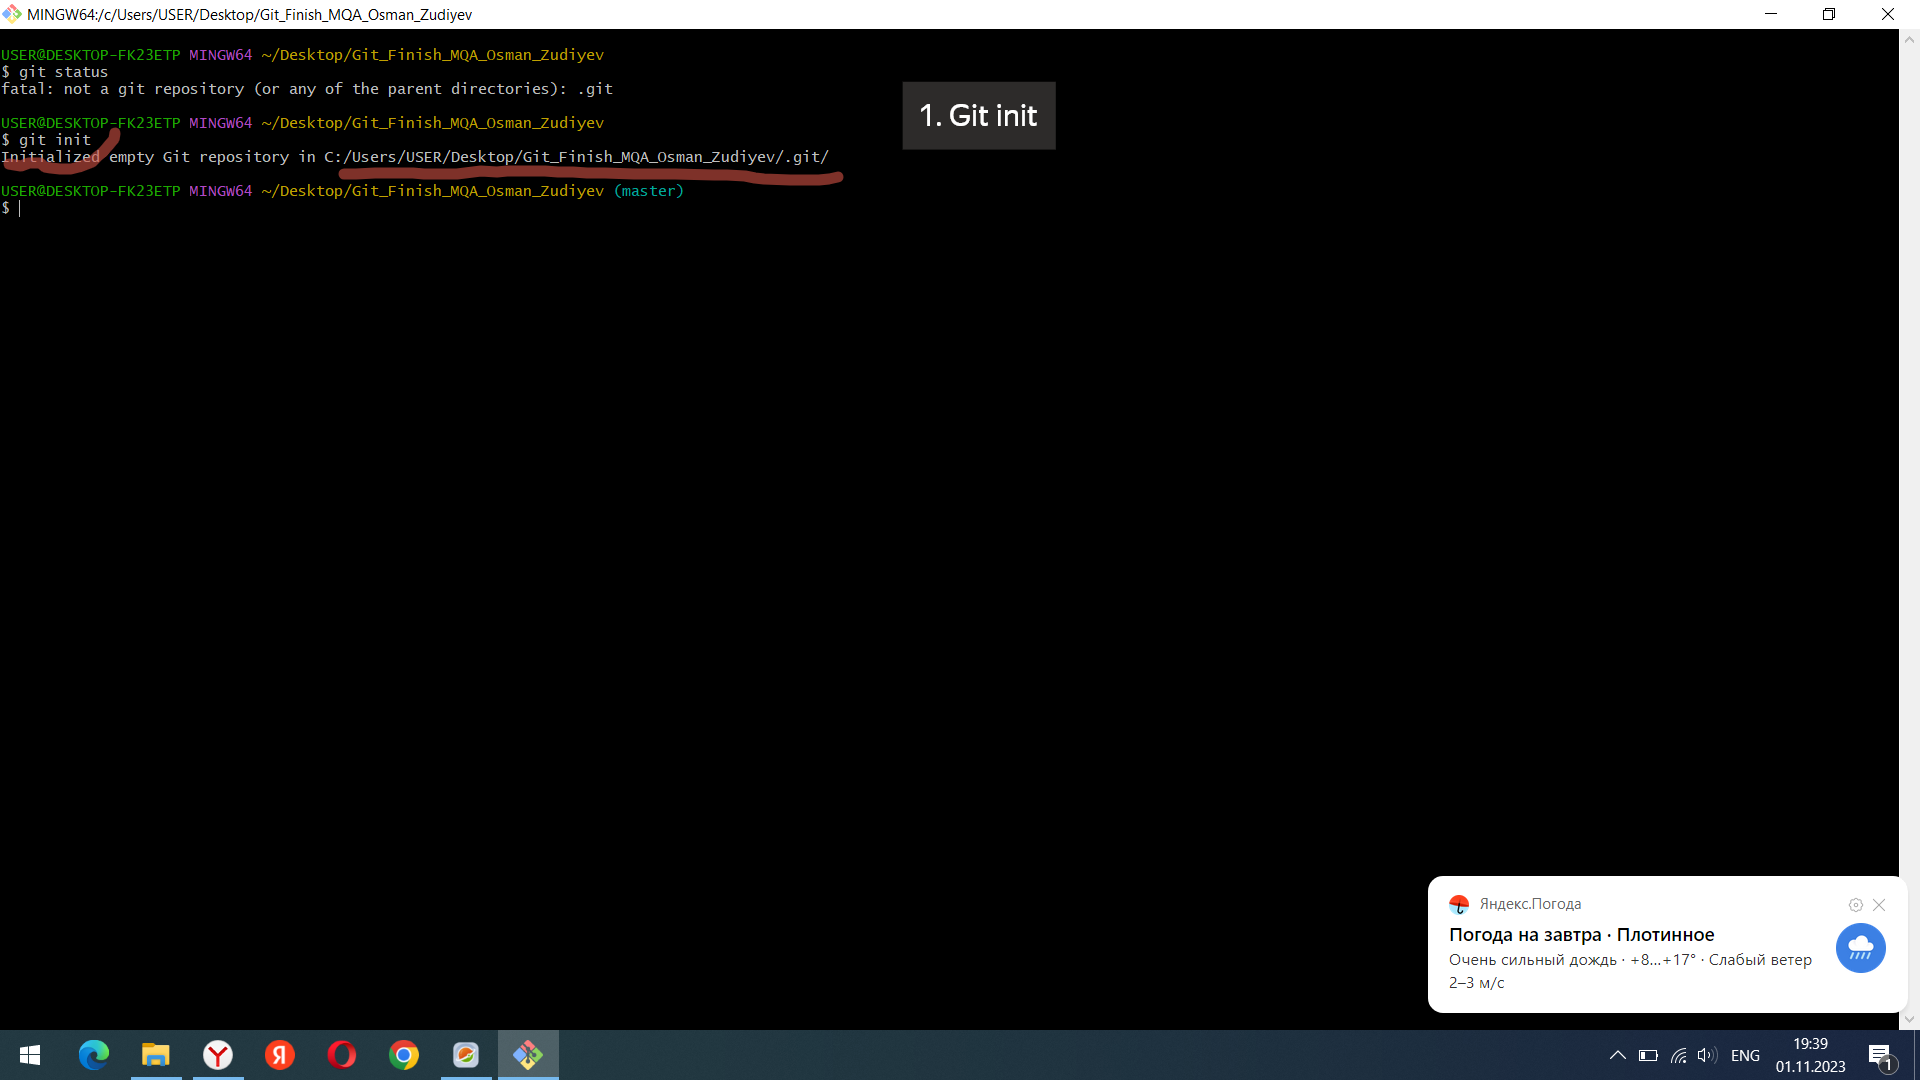 MINGW64:/c/Users/USER/Desktop/Git_Finish_MQA_Osman_Zudiyev
USER@DESKTOP-FK23ETP MINGW64 ~/Desktop/Git_Finish_MQA_Osman_Zudiyev
$ git status
fatal: not a git repository (or any of the parent directories): .git
USER@DESKTOP-FK23ETP MINGW64 ~/Desktop/Git_Finish_MQA_Osman_Zudiyev
$ git init
Initialized empty Git repository in C:/Users/USER/Desktop/Git_Finish_MQA_Osman_Zudiyev/.git/
USER@DESKTOP-FK23ETP MINGW64 ~/Desktop/Git_Finish_MQA_Osman_Zudiyev (master)
$
1. Git init
Яндекс.Погода
Погода на завтра · Плотинное
Очень сильный дождь · +8...+17° · Слабый ветер
2–3 м/с
Я
ENG
19:39
01.11.2023
1